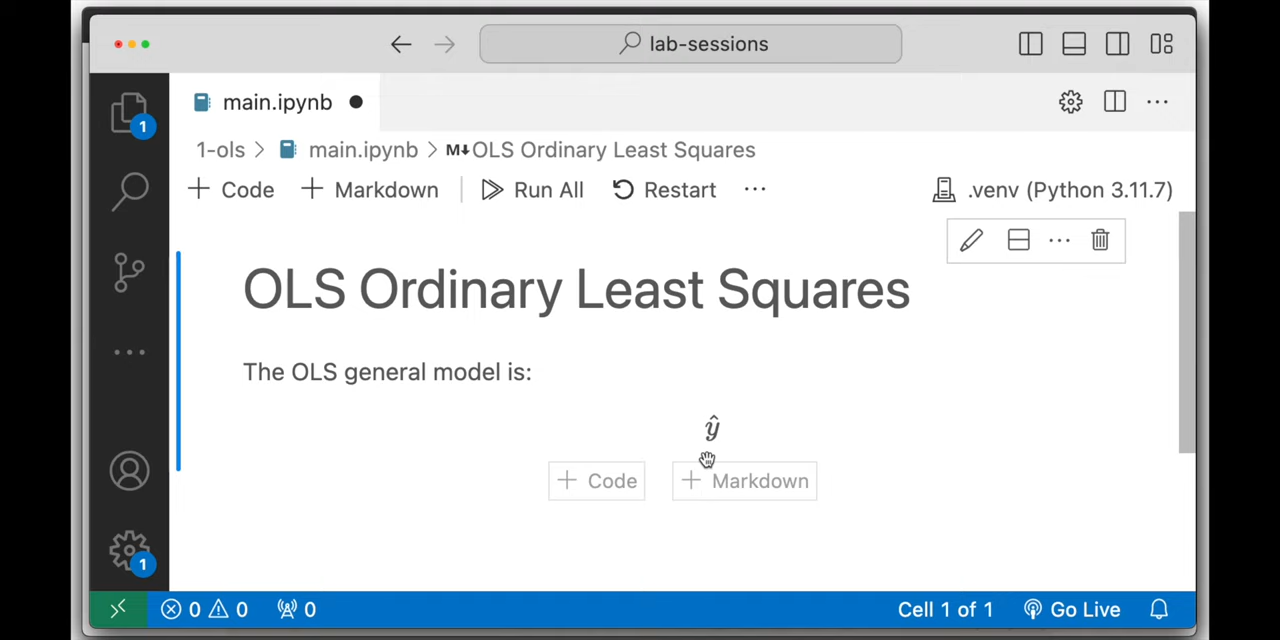 lab-sessions
main.ipynb
1-ols > main.ipynb > M↓ OLS Ordinary Least Squares
+ Code + Markdown Run All Restart ... .venv (Python 3.11.7)
1
OLS Ordinary Least Squares
The OLS general model is:
ŷ
+ Code + Markdown
1
0 0 0 Cell 1 of 1 Go Live